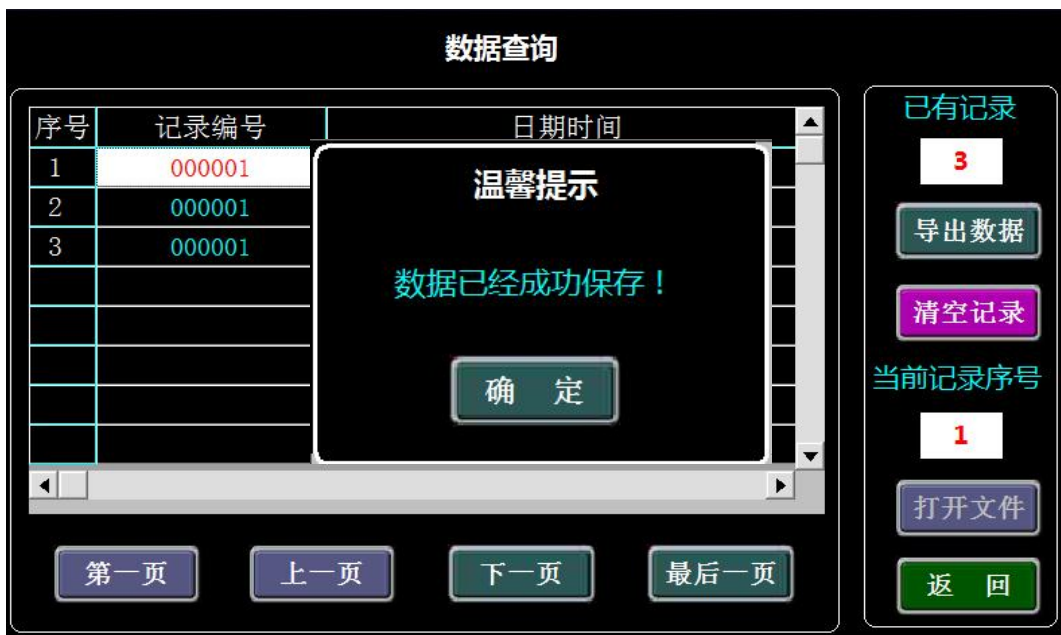 数据查询
序号 记录编号 日期时间
1 000001
2 000001
3 000001
温馨提示
数据已经成功保存！
确 定
第一页 上一页 下一页 最后一页
已有记录
3
导出数据
清空记录
当前记录序号
1
打开文件
返 回